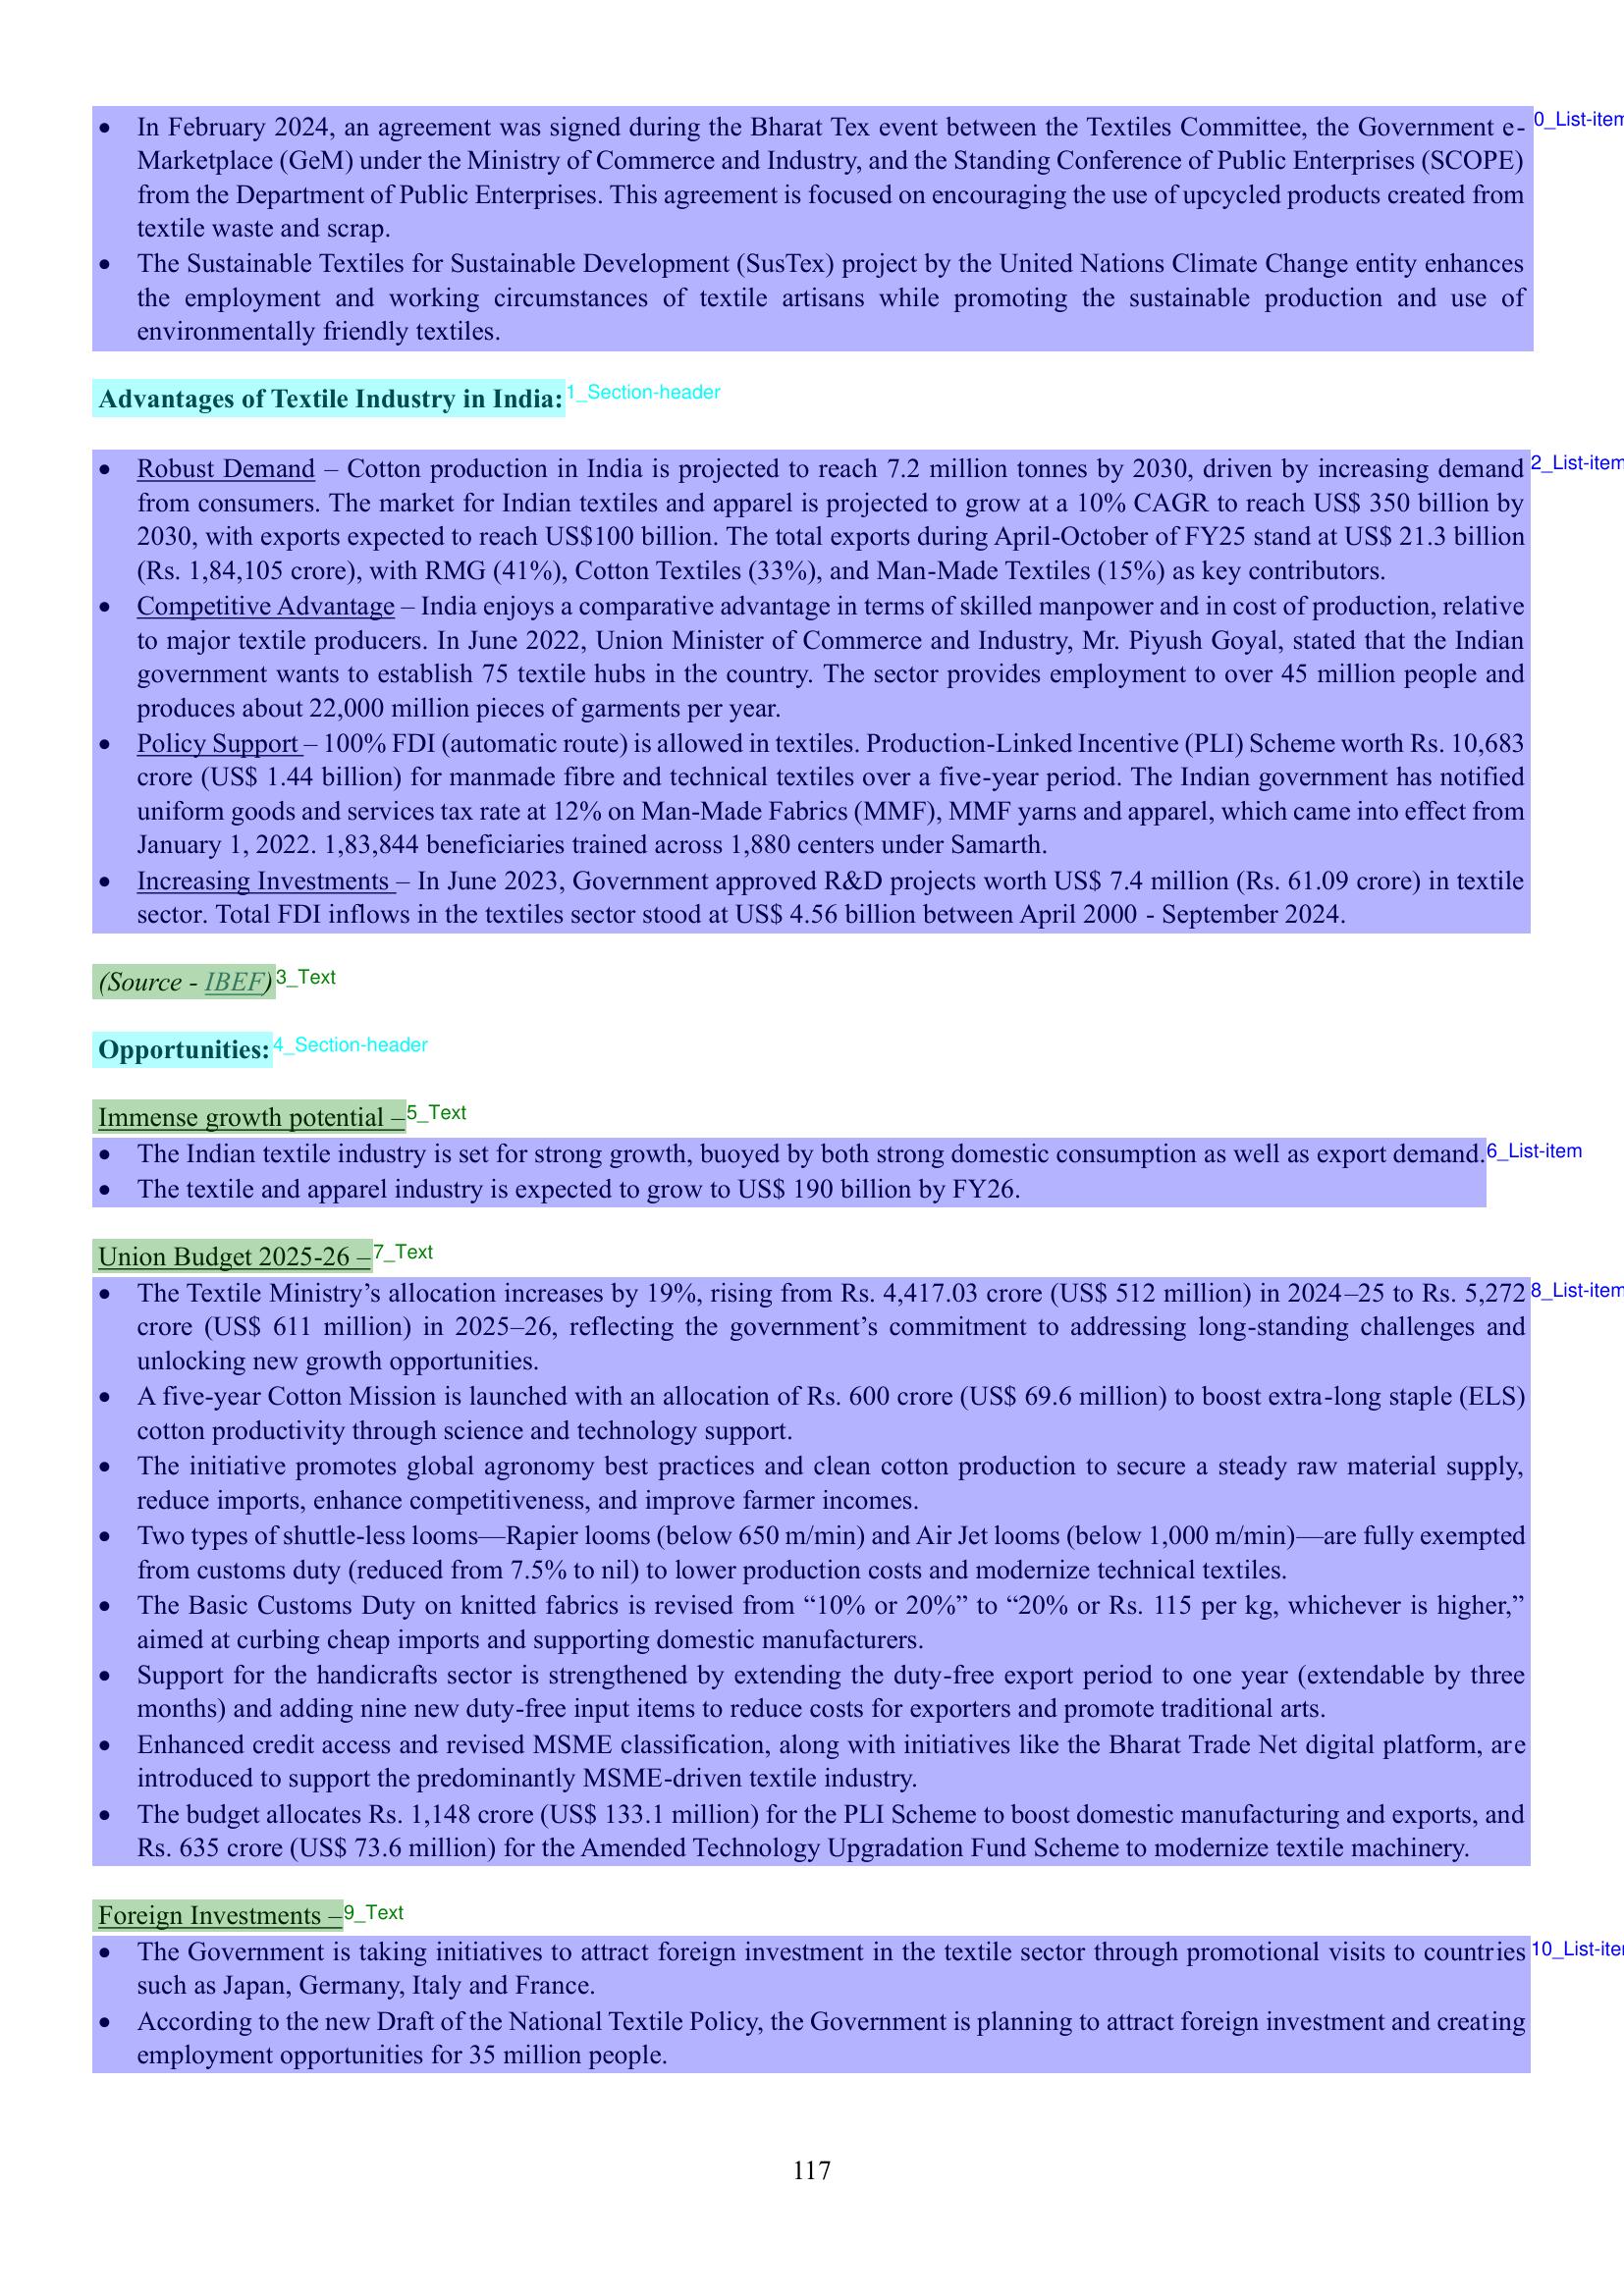 • In February 2024, an agreement was signed during the Bharat Tex event between the Textiles Committee, the Government e-
0_List-item
Marketplace (GeM) under the Ministry of Commerce and Industry, and the Standing Conference of Public Enterprises (SCOPE)
from the Department of Public Enterprises. This agreement is focused on encouraging the use of upcycled products created from
textile waste and scrap.
• The Sustainable Textiles for Sustainable Development (SusTex) project by the United Nations Climate Change entity enhances
the employment and working circumstances of textile artisans while promoting the sustainable production and use of
environmentally friendly textiles.
Advantages of Textile Industry in India:
1_Section-header
• Robust Demand – Cotton production in India is projected to reach 7.2 million tonnes by 2030, driven by increasing demand
2_List-item
from consumers. The market for Indian textiles and apparel is projected to grow at a 10% CAGR to reach US$ 350 billion by
2030, with exports expected to reach US$100 billion. The total exports during April-October of FY25 stand at US$ 21.3 billion
(Rs. 1,84,105 crore), with RMG (41%), Cotton Textiles (33%), and Man-Made Textiles (15%) as key contributors.
• Competitive Advantage – India enjoys a comparative advantage in terms of skilled manpower and in cost of production, relative
to major textile producers. In June 2022, Union Minister of Commerce and Industry, Mr. Piyush Goyal, stated that the Indian
government wants to establish 75 textile hubs in the country. The sector provides employment to over 45 million people and
produces about 22,000 million pieces of garments per year.
• Policy Support – 100% FDI (automatic route) is allowed in textiles. Production-Linked Incentive (PLI) Scheme worth Rs. 10,683
crore (US$ 1.44 billion) for manmade fibre and technical textiles over a five-year period. The Indian government has notified
uniform goods and services tax rate at 12% on Man-Made Fabrics (MMF), MMF yarns and apparel, which came into effect from
January 1, 2022. 1,83,844 beneficiaries trained across 1,880 centers under Samarth.
• Increasing Investments – In June 2023, Government approved R&D projects worth US$ 7.4 million (Rs. 61.09 crore) in textile
sector. Total FDI inflows in the textiles sector stood at US$ 4.56 billion between April 2000 - September 2024.
(Source - IBEF)
3_Text
Opportunities:
4_Section-header
Immense growth potential –
5_Text
• The Indian textile industry is set for strong growth, buoyed by both strong domestic consumption as well as export demand.
6_List-item
• The textile and apparel industry is expected to grow to US$ 190 billion by FY26.
Union Budget 2025-26 –
7_Text
• The Textile Ministry’s allocation increases by 19%, rising from Rs. 4,417.03 crore (US$ 512 million) in 2024–25 to Rs. 5,272
8_List-item
crore (US$ 611 million) in 2025–26, reflecting the government’s commitment to addressing long-standing challenges and
unlocking new growth opportunities.
• A five-year Cotton Mission is launched with an allocation of Rs. 600 crore (US$ 69.6 million) to boost extra-long staple (ELS)
cotton productivity through science and technology support.
• The initiative promotes global agronomy best practices and clean cotton production to secure a steady raw material supply,
reduce imports, enhance competitiveness, and improve farmer incomes.
• Two types of shuttle-less looms—Rapier looms (below 650 m/min) and Air Jet looms (below 1,000 m/min)—are fully exempted
from customs duty (reduced from 7.5% to nil) to lower production costs and modernize technical textiles.
• The Basic Customs Duty on knitted fabrics is revised from “10% or 20%” to “20% or Rs. 115 per kg, whichever is higher,”
aimed at curbing cheap imports and supporting domestic manufacturers.
• Support for the handicrafts sector is strengthened by extending the duty-free export period to one year (extendable by three
months) and adding nine new duty-free input items to reduce costs for exporters and promote traditional arts.
• Enhanced credit access and revised MSME classification, along with initiatives like the Bharat Trade Net digital platform, are
introduced to support the predominantly MSME-driven textile industry.
• The budget allocates Rs. 1,148 crore (US$ 133.1 million) for the PLI Scheme to boost domestic manufacturing and exports, and
Rs. 635 crore (US$ 73.6 million) for the Amended Technology Upgradation Fund Scheme to modernize textile machinery.
Foreign Investments –
9_Text
• The Government is taking initiatives to attract foreign investment in the textile sector through promotional visits to countries
10_List-iter
such as Japan, Germany, Italy and France.
• According to the new Draft of the National Textile Policy, the Government is planning to attract foreign investment and creating
employment opportunities for 35 million people.
117